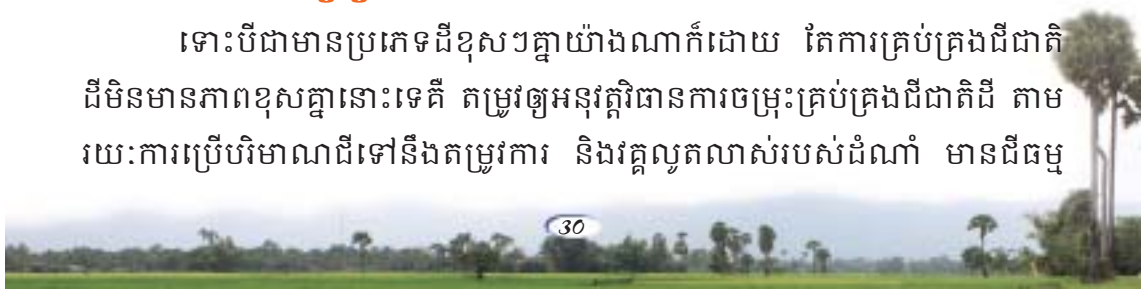 ទោះបីជាមានប្រភេទដីខុសៗគ្នាយ៉ាងណាក៏ដោយ តែការគ្រប់គ្រងជីជាតិ
ដីមិនមានភាពខុសគ្នានោះទេគឺ តម្រូវឲ្យអនុវត្តវិធានការចម្រុះគ្រប់គ្រងជីជាតិដី តាម
រយៈការប្រើបរិមាណជីទៅនឹងតម្រូវការ និងវគ្គលូតលាស់របស់ដំណាំ មានជីធម្ម
30